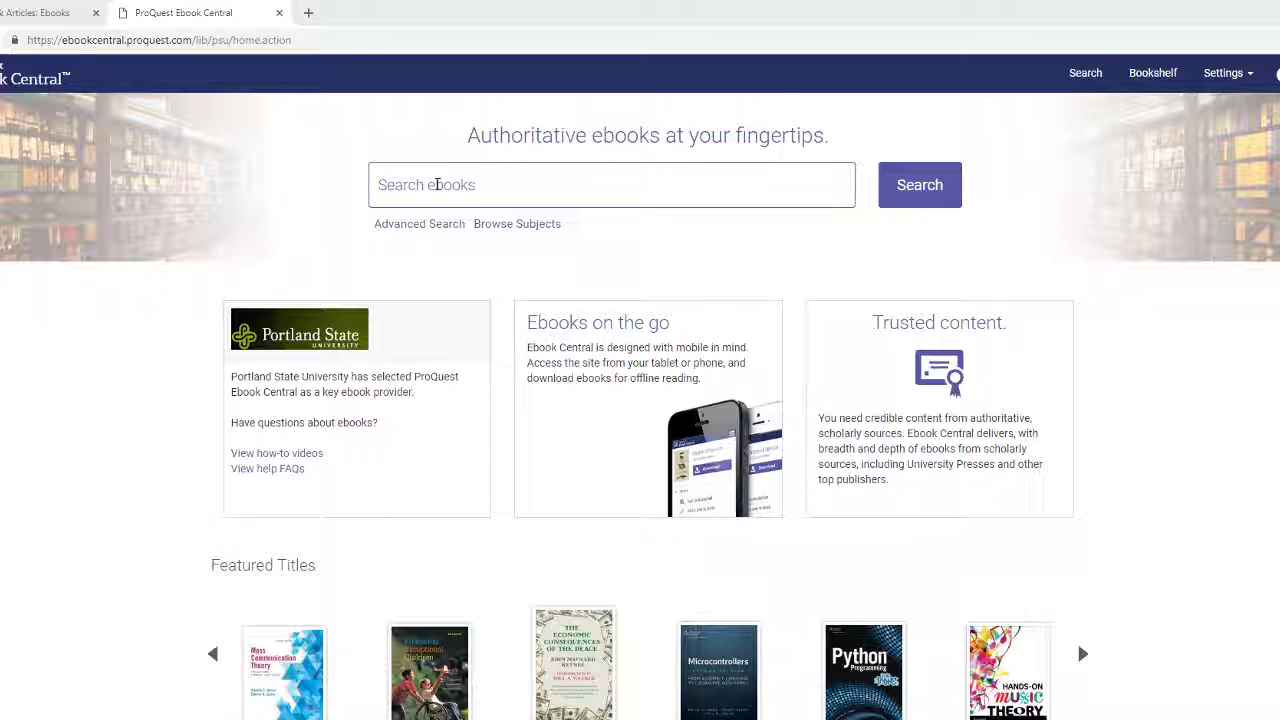 Articles: Ebooks
ProQuest Ebook Central
https://ebookcentral.proquest.com/lib/psu/home.action
k Central™
Search
Bookshelf
Settings
Authoritative ebooks at your fingertips.
Search ebooks
Search
Advanced Search
Browse Subjects
Portland State
UNIVERSITY
Portland State University has selected ProQuest
Ebook Central as a key ebook provider.
Have questions about ebooks?
View how-to videos
View help FAQs
Ebooks on the go
Ebook Central is designed with mobile in mind.
Access the site from your tablet or phone, and
download ebooks for offline reading.
Trusted content.
You need credible content from authoritative,
scholarly sources. Ebook Central delivers, with
breadth and depth of ebooks from scholarly
sources, including University Presses and other
top publishers.
Featured Titles
Mass
Communication
Theory
Exceptional
Children
THE
ECONOMIC
CONSEQUENCES
OF THE PEACE
JOHN MAYNARD
KEYNES
Microcontrollers
Python
Programming
HANDS-ON
MUSIC
THEORY